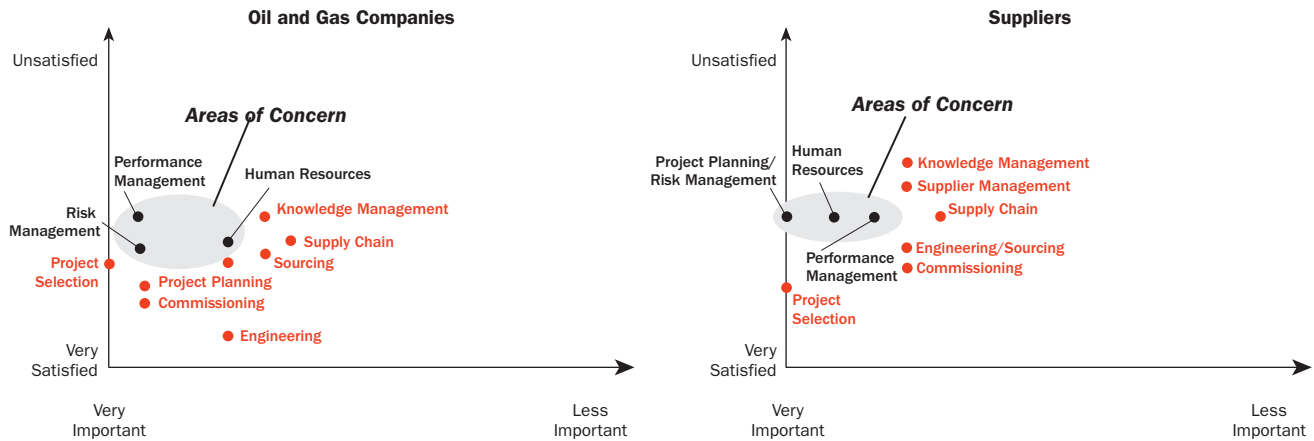 Oil and Gas Companies
Unsatisfied
Areas of Concern
Performance
Management
Human Resources
Risk
Management
Knowledge Management
Supply Chain
Sourcing
Project
Selection
Project Planning
Commissioning
Engineering
Very
Satisfied
Very
Important
Less
Important
Suppliers
Unsatisfied
Areas of Concern
Project Planning/
Risk Management
Human
Resources
Knowledge Management
Supplier Management
Supply Chain
Performance
Management
Engineering/Sourcing
Commissioning
Project
Selection
Very
Satisfied
Very
Important
Less
Important